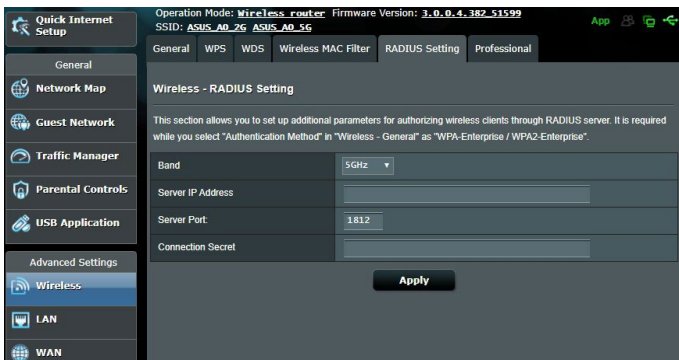 Quick Internet
Setup
Operation Mode: Wireless router Firmware Version: 3.0.0.4.382_51599
SSID: ASUS_A0_2G ASUS_A0_5G
App
General
WPS
WDS
Wireless MAC Filter
RADIUS Setting
Professional
General
Network Map
Guest Network
Traffic Manager
Parental Controls
USB Application
Advanced Settings
Wireless
LAN
WAN
Wireless - RADIUS Setting
This section allows you to set up additional parameters for authorizing wireless clients through RADIUS server. It is required
while you select "Authentication Method" in "Wireless - General" as "WPA-Enterprise / WPA2-Enterprise".
Band
5GHz
Server IP Address
Server Port:
1812
Connection Secret
Apply